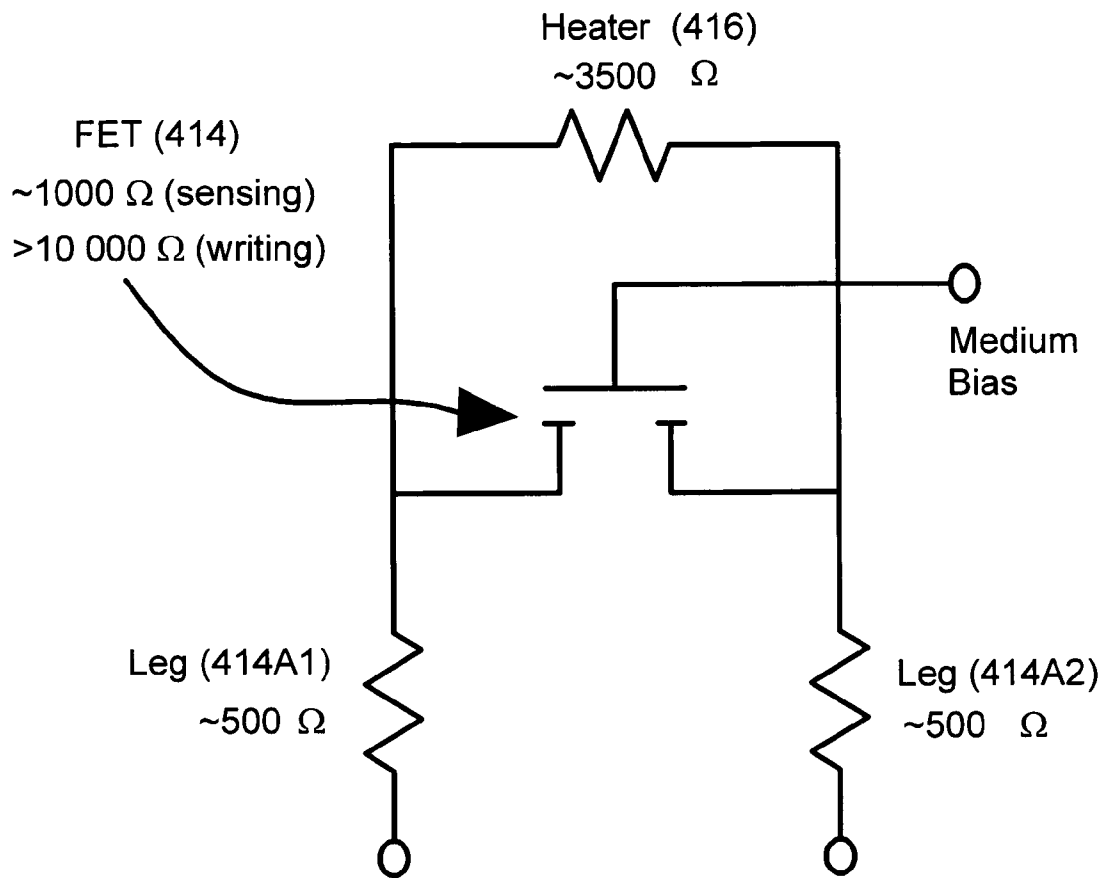 Heater (416)
~3500 Ω
FET (414)
~1000 Ω (sensing)
>10 000 Ω (writing)
Medium
Bias
Leg (414A1)
~500 Ω
Leg (414A2)
~500 Ω